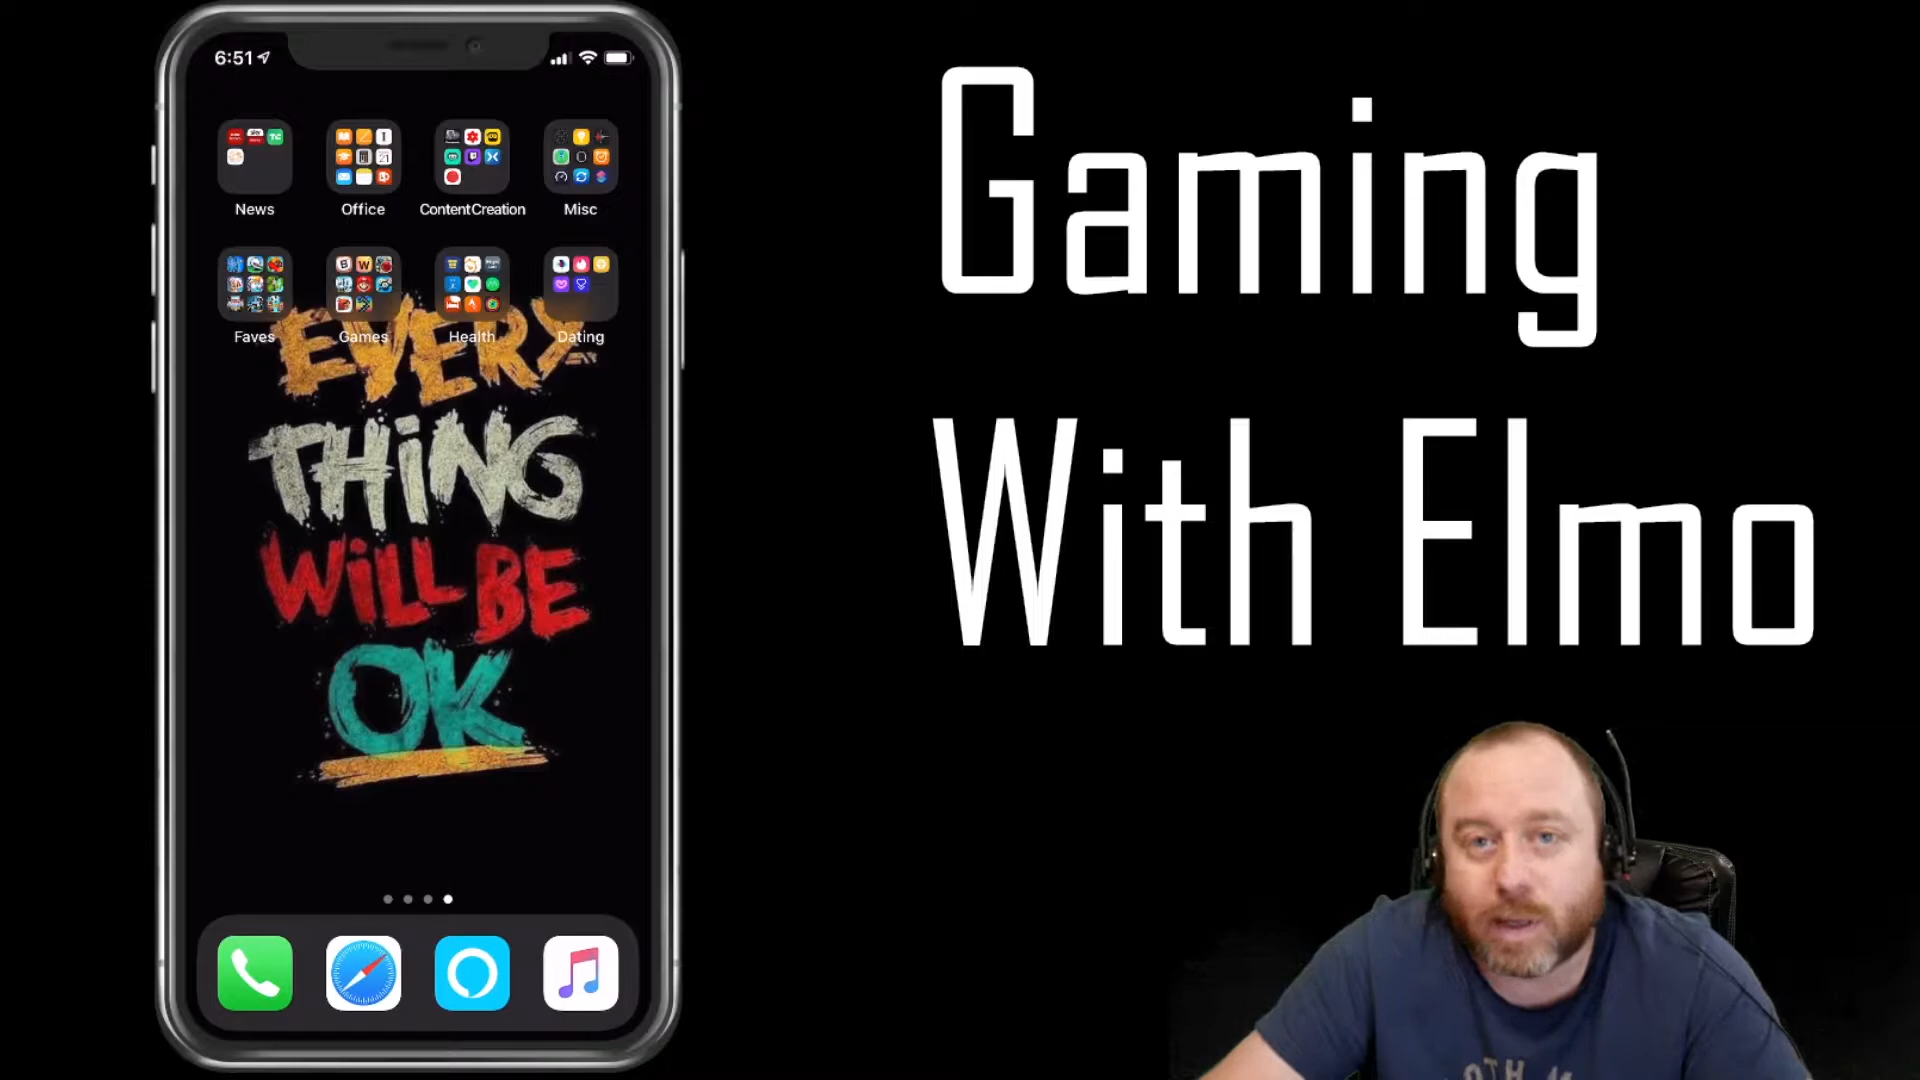 6:51
News Office ContentCreation Misc
Faves Games Health Dating
EVERY
THING
WILL BE
OK
Gaming
With Elmo